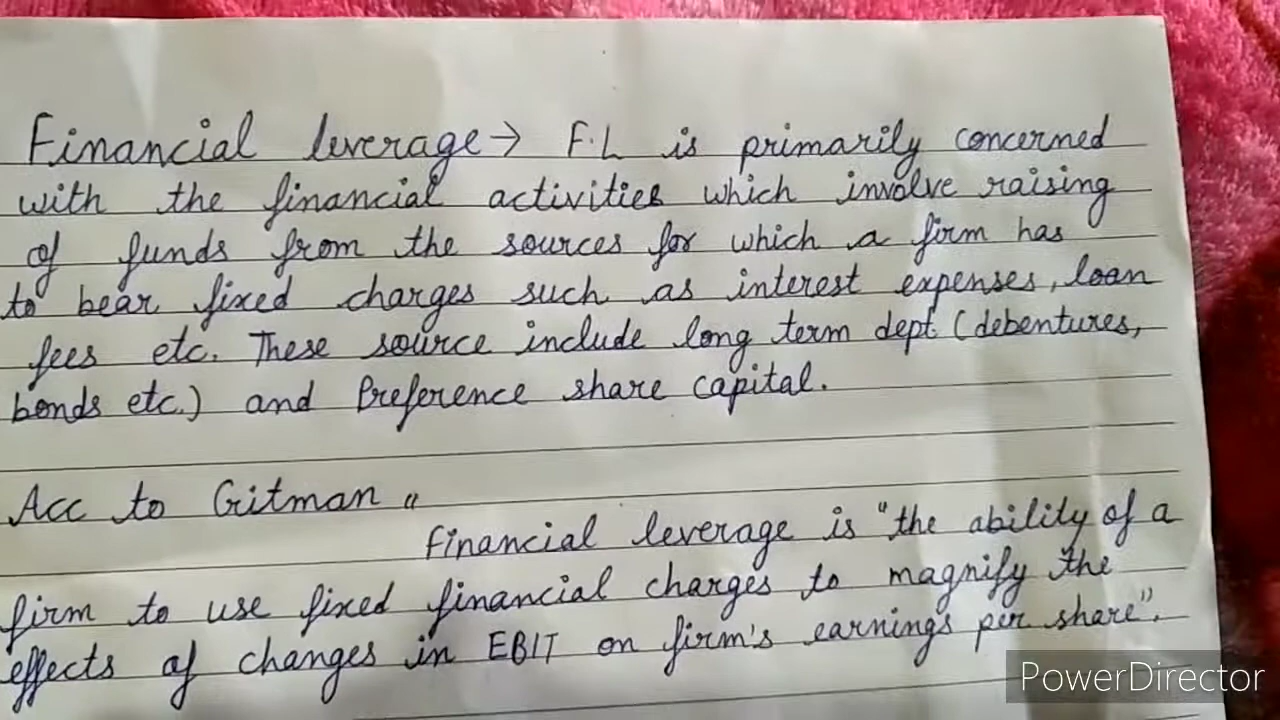 Financial leverage → F.L is primarily concerned
with the financial activities which involve raising
of funds from the sources for which a firm has
to bear fixed charges such as interest expenses, loan
fees etc. These source include long term dept (debentures,
bonds etc.) and Preference share capital.
Acc to Gitman "
Financial leverage is "the ability of a
firm to use fixed financial charges to magnify the
effects of changes in EBIT on firm's earnings per share".
PowerDirector